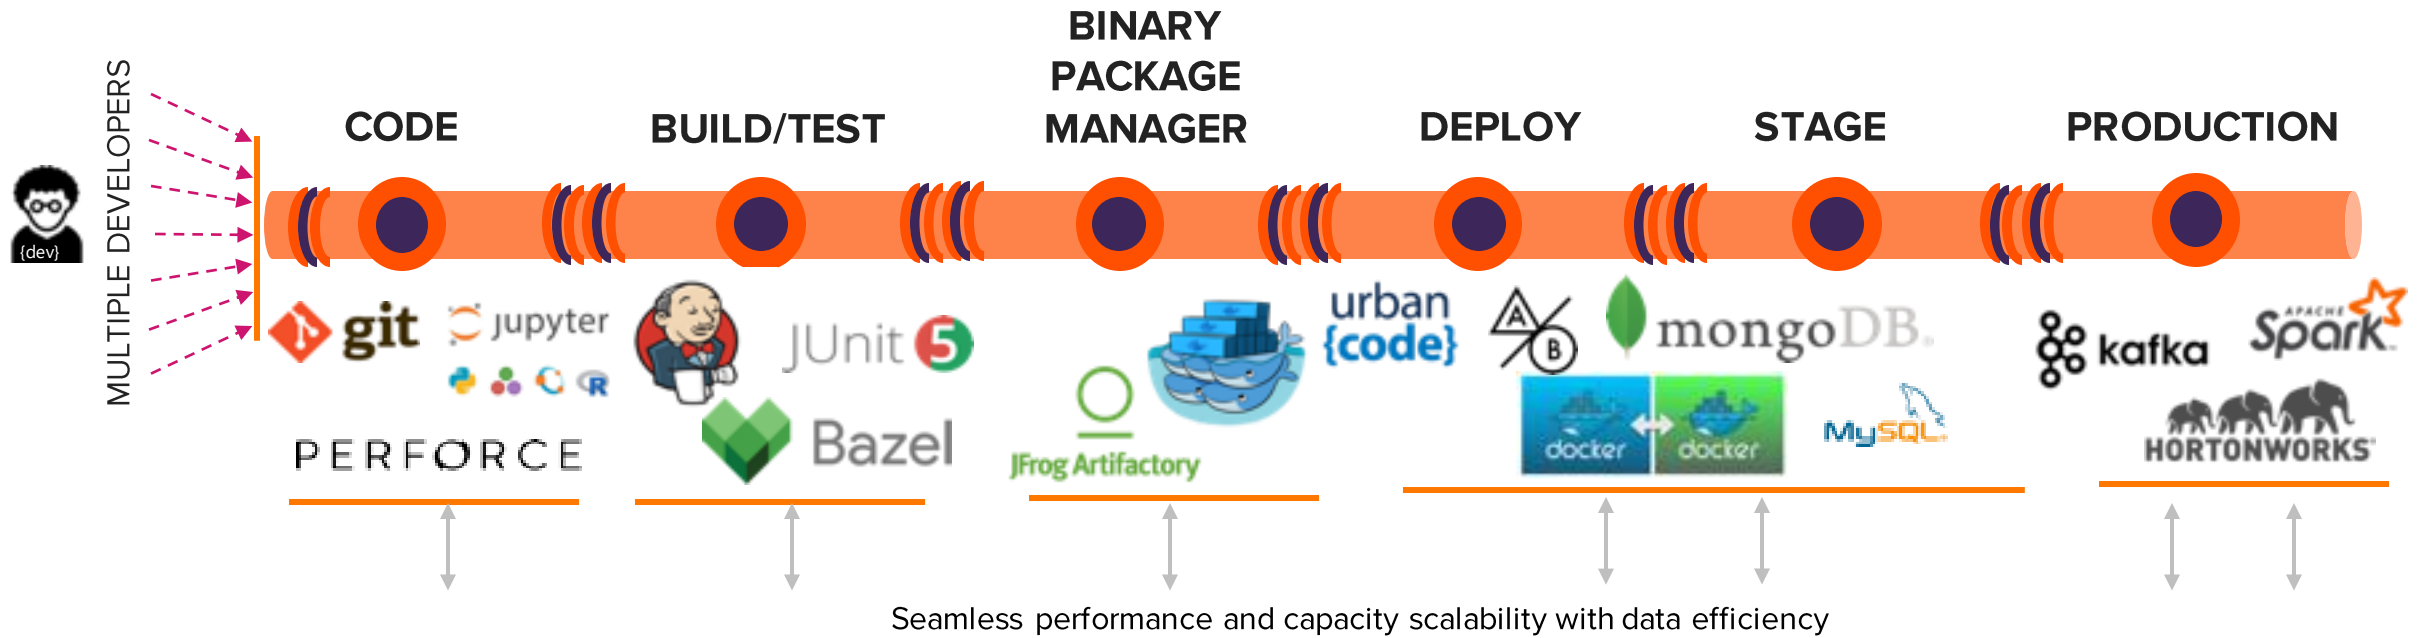 BINARY
PACKAGE
MANAGER
CODE
BUILD/TEST
DEPLOY
STAGE
PRODUCTION
MULTIPLE DEVELOPERS
{dev}
git
jupyter
R
PERFORCE
JUnit 5
Bazel
JFrog Artifactory
urban
{code}
A
B
mongoDB
docker
docker
MySQL
kafka
APACHE
Spark
HORTONWORKS
Seamless performance and capacity scalability with data efficiency